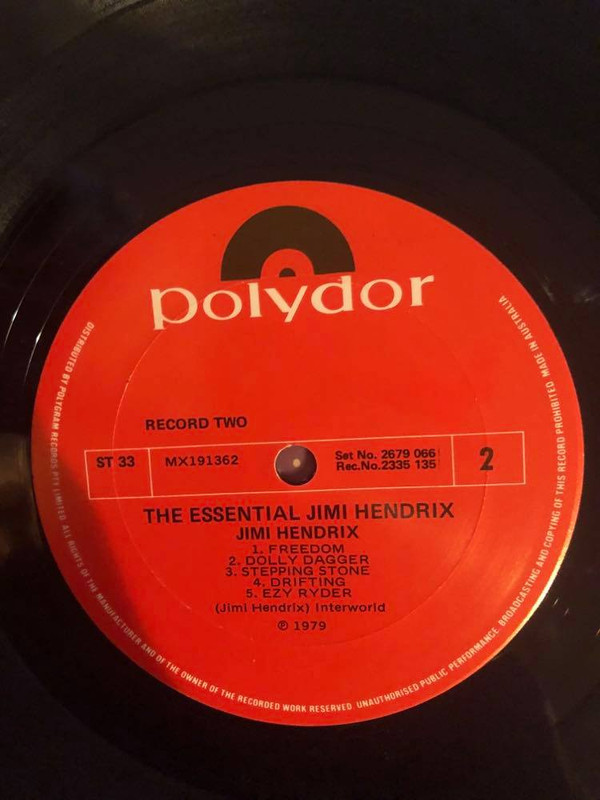 polydor
RECORD TWO
ST 33
MX191362
Set No. 2679 066
Rec.No.2335 135
2
THE ESSENTIAL JIMI HENDRIX
JIMI HENDRIX
1. FREEDOM
2. DOLLY DAGGER
3. STEPPING STONE
4. DRIFTING
5. EZY RYDER
(Jimi Hendrix) Interworld
℗ 1979
DISTRIBUTED BY POLYGRAM RECORDS PTY LIMITED. ALL RIGHTS OF THE MANUFACTURER AND OF THE OWNER OF THE RECORDED WORK RESERVED. UNAUTHORISED PUBLIC PERFORMANCE, BROADCASTING AND COPYING OF THIS RECORD PROHIBITED. MADE IN AUSTRALIA